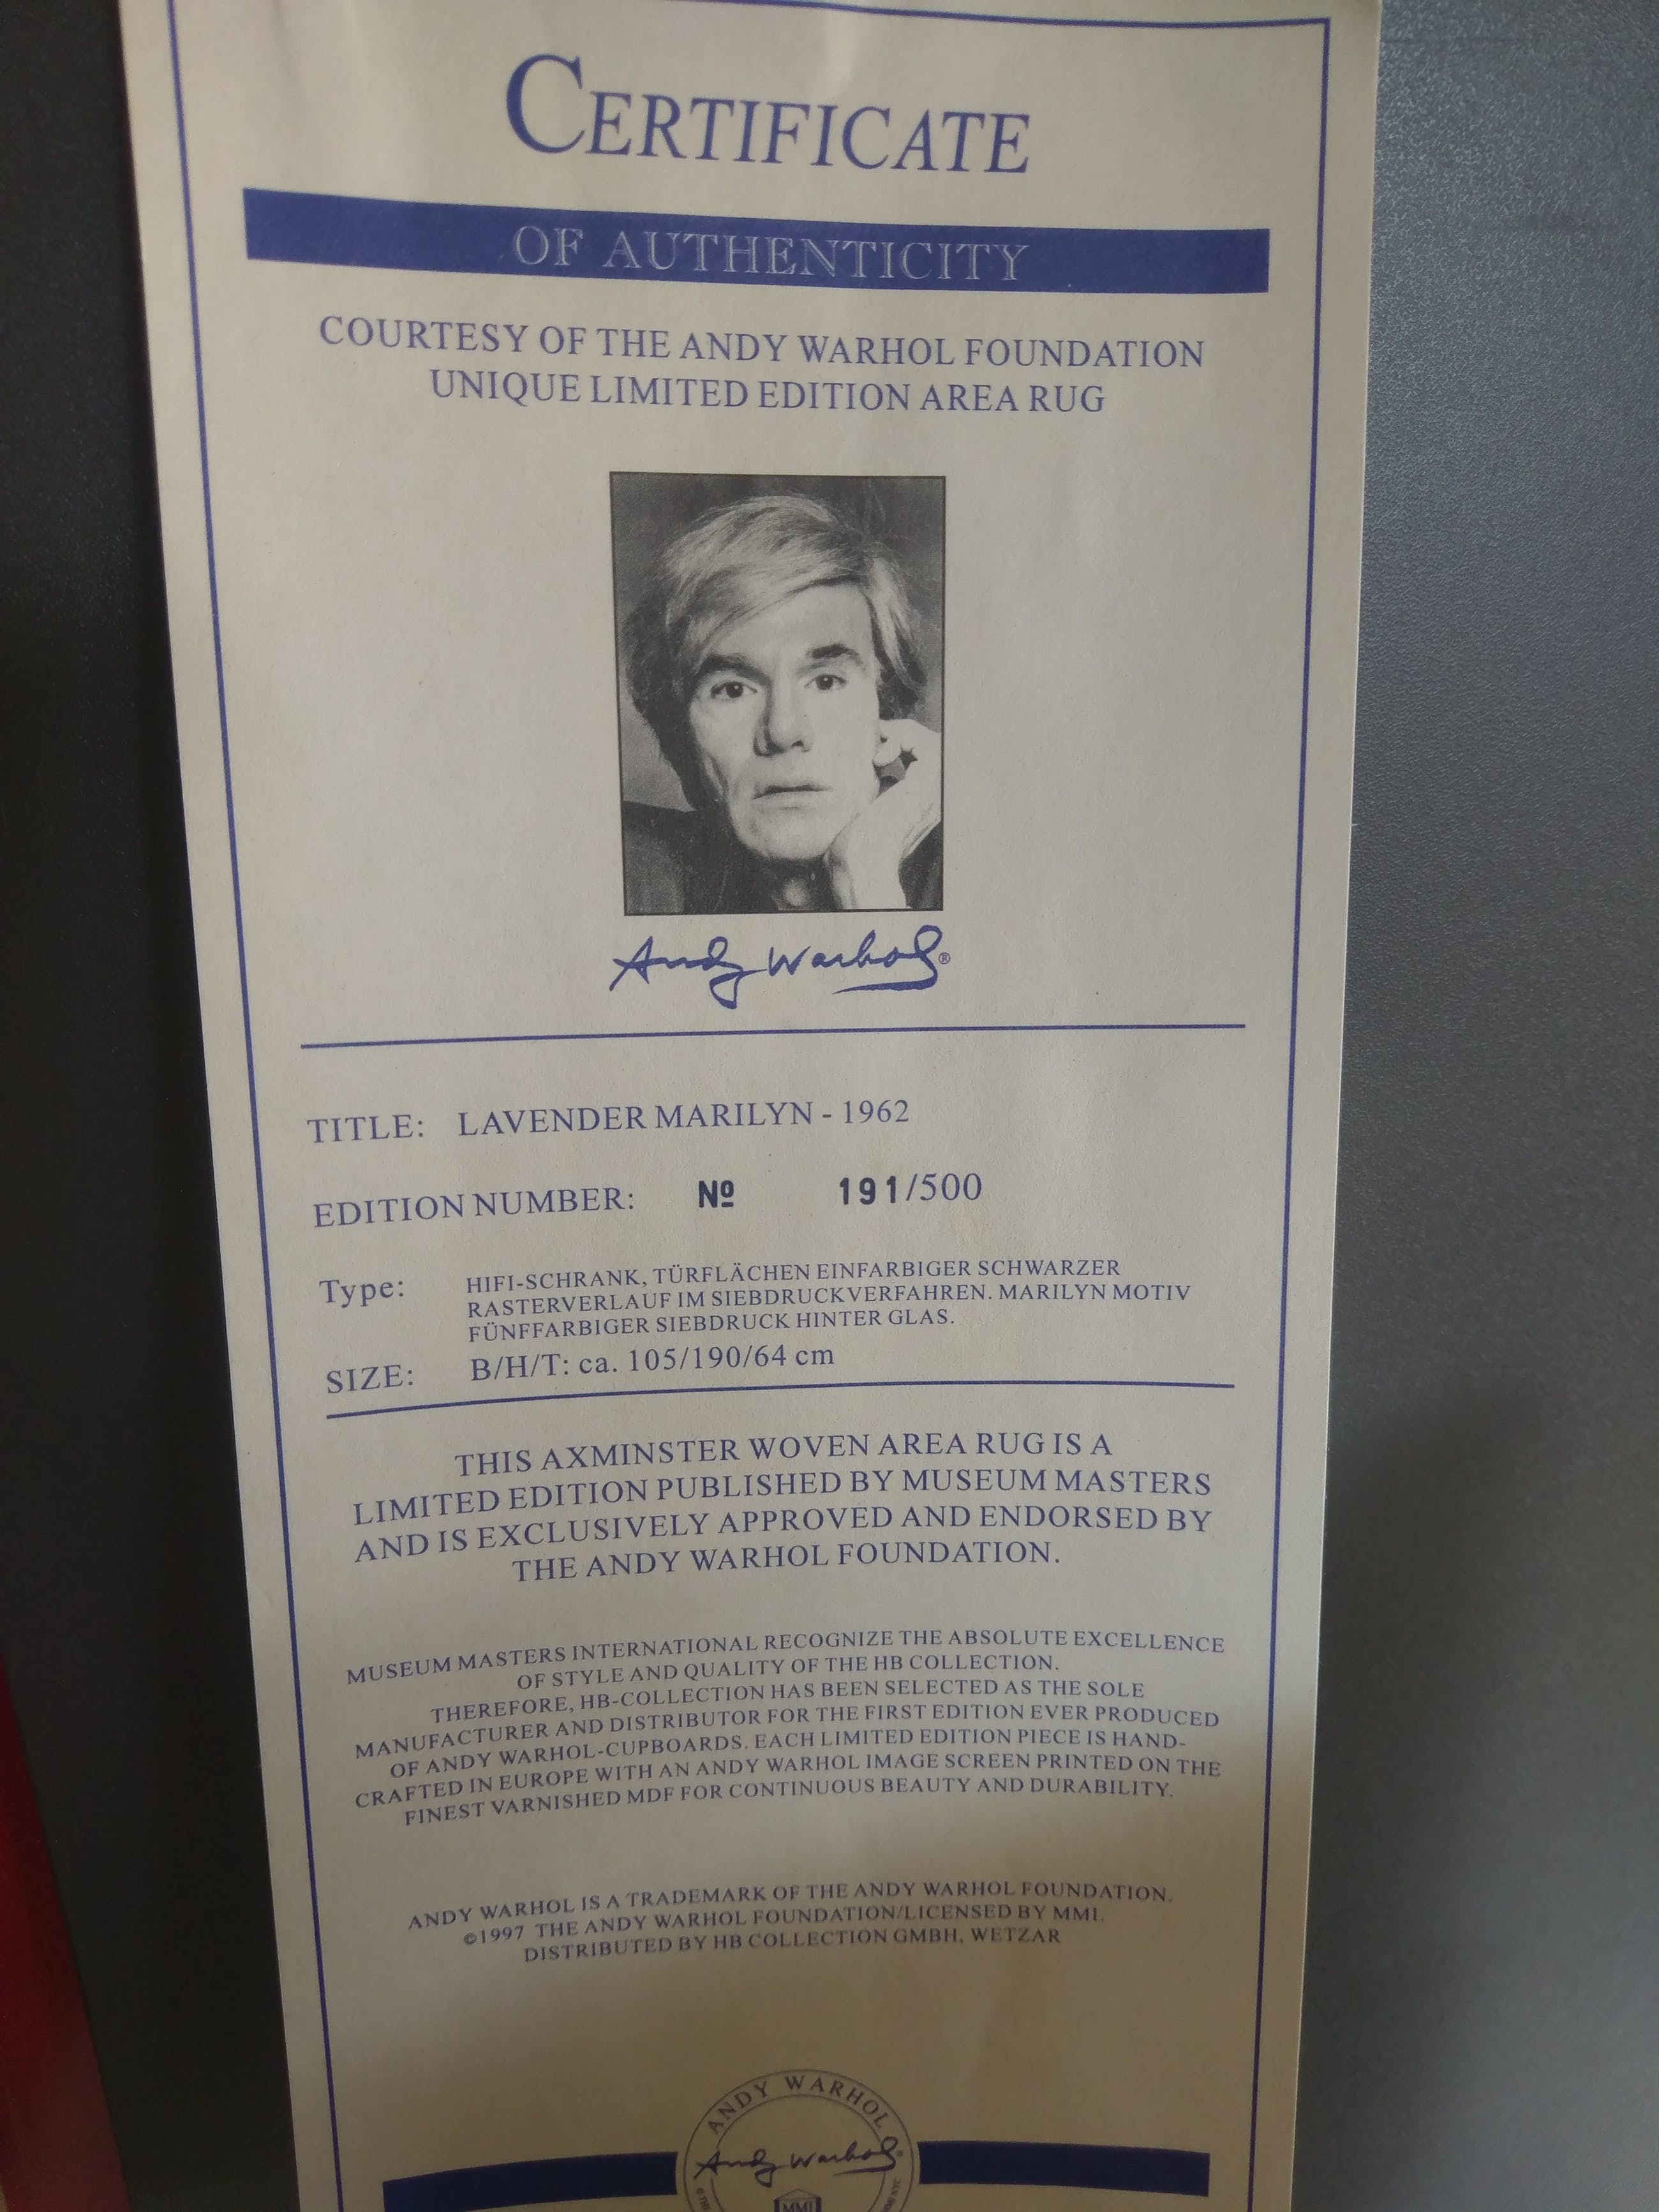 CERTIFICATE
OF AUTHENTICITY
COURTESY OF THE ANDY WARHOL FOUNDATION
UNIQUE LIMITED EDITION AREA RUG
Andy Warhol®
TITLE: LAVENDER MARILYN - 1962
EDITION NUMBER: Nº 191/500
Type: HIFI-SCHRANK, TÜRFLÄCHEN EINFARBIGER SCHWARZER
RASTERVERLAUF IM SIEBDRUCKVERFAHREN. MARILYN MOTIV
FÜNFFARBIGER SIEBDRUCK HINTER GLAS.
SIZE: B/H/T: ca. 105/190/64 cm
THIS AXMINSTER WOVEN AREA RUG IS A
LIMITED EDITION PUBLISHED BY MUSEUM MASTERS
AND IS EXCLUSIVELY APPROVED AND ENDORSED BY
THE ANDY WARHOL FOUNDATION.
MUSEUM MASTERS INTERNATIONAL RECOGNIZE THE ABSOLUTE EXCELLENCE
OF STYLE AND QUALITY OF THE HB COLLECTION.
THEREFORE, HB-COLLECTION HAS BEEN SELECTED AS THE SOLE
MANUFACTURER AND DISTRIBUTOR FOR THE FIRST EDITION EVER PRODUCED
OF ANDY WARHOL-CUPBOARDS. EACH LIMITED EDITION PIECE IS HAND-
CRAFTED IN EUROPE WITH AN ANDY WARHOL IMAGE SCREEN PRINTED ON THE
FINEST VARNISHED MDF FOR CONTINUOUS BEAUTY AND DURABILITY.
ANDY WARHOL IS A TRADEMARK OF THE ANDY WARHOL FOUNDATION.
©1997 THE ANDY WARHOL FOUNDATION/LICENSED BY MMI.
DISTRIBUTED BY HB COLLECTION GMBH, WETZAR
ANDY WARHOL
Andy Warhol®
MMI